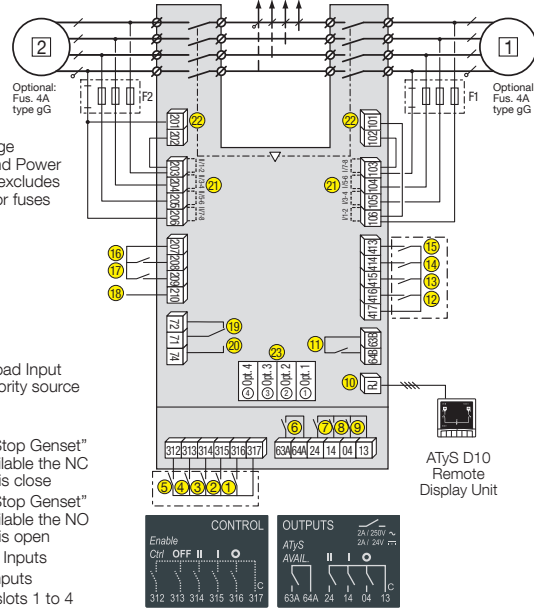 2
1
Optional:
Fus. 4A
type gG
F2
F1
Optional
Fus. 4A
type gG
201
202
22
22
101
102
ge
nd Power
excludes
or fuses
203
204
205
206
I/1-2
I/3-4
I/5-6
I/7-8
21
21
II/7-8
II/5-6
I/3-4
I/1-2
103
104
105
106
16
17
18
207
208
209
210
413
414
415
416
417
15
14
13
12
72
71
74
19
20
23
11
63B
64B
Opt.4
Opt.3
Opt.2
Opt.1
4
3
2
1
10
RJ
oad Input
ority source
Stop Genset"
ilable the NC
is close
Stop Genset"
ilable the NO
is open
Inputs
nputs
slots 1 to 4
6
7
8
9
312
313
314
315
316
317
63A
64A
24
14
04
13
5
4
3
2
1
ATyS D10
Remote
Display Unit
CONTROL
Enable
Ctrl OFF II I O
C
312 313 314 315 316 317
OUTPUTS
2A / 250V ~
2A / 24V
ATyS
AVAIL. II I O
C
63A 64A 24 14 04 13